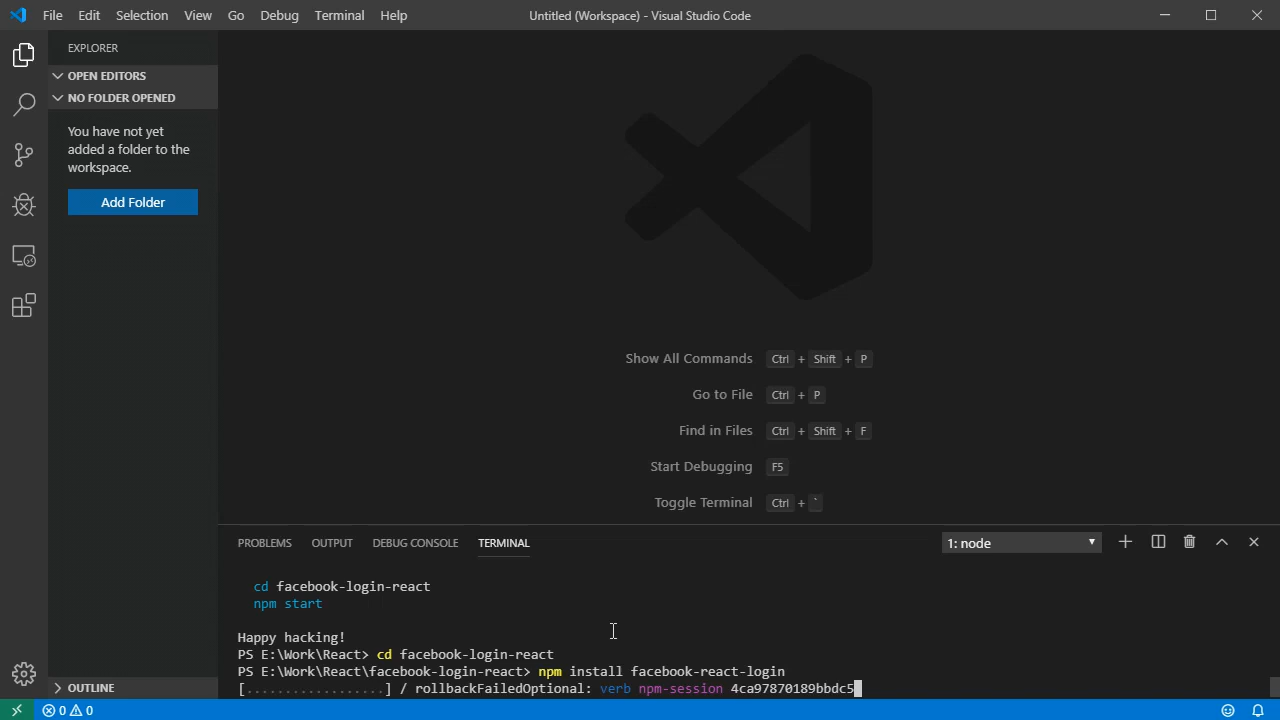 File Edit Selection View Go Debug Terminal Help
Untitled (Workspace) - Visual Studio Code
EXPLORER
OPEN EDITORS
NO FOLDER OPENED
You have not yet
added a folder to the
workspace.
Add Folder
Show All Commands Ctrl + Shift + P
Go to File Ctrl + P
Find in Files Ctrl + Shift + F
Start Debugging F5
Toggle Terminal Ctrl + `
PROBLEMS OUTPUT DEBUG CONSOLE TERMINAL
1: node
cd facebook-login-react
npm start
Happy hacking!
PS E:\Work\React> cd facebook-login-react
PS E:\Work\React\facebook-login-react> npm install facebook-react-login
[..................] / rollbackFailedOptional: verb npm-session 4ca97870189bbdc5
OUTLINE
0 0